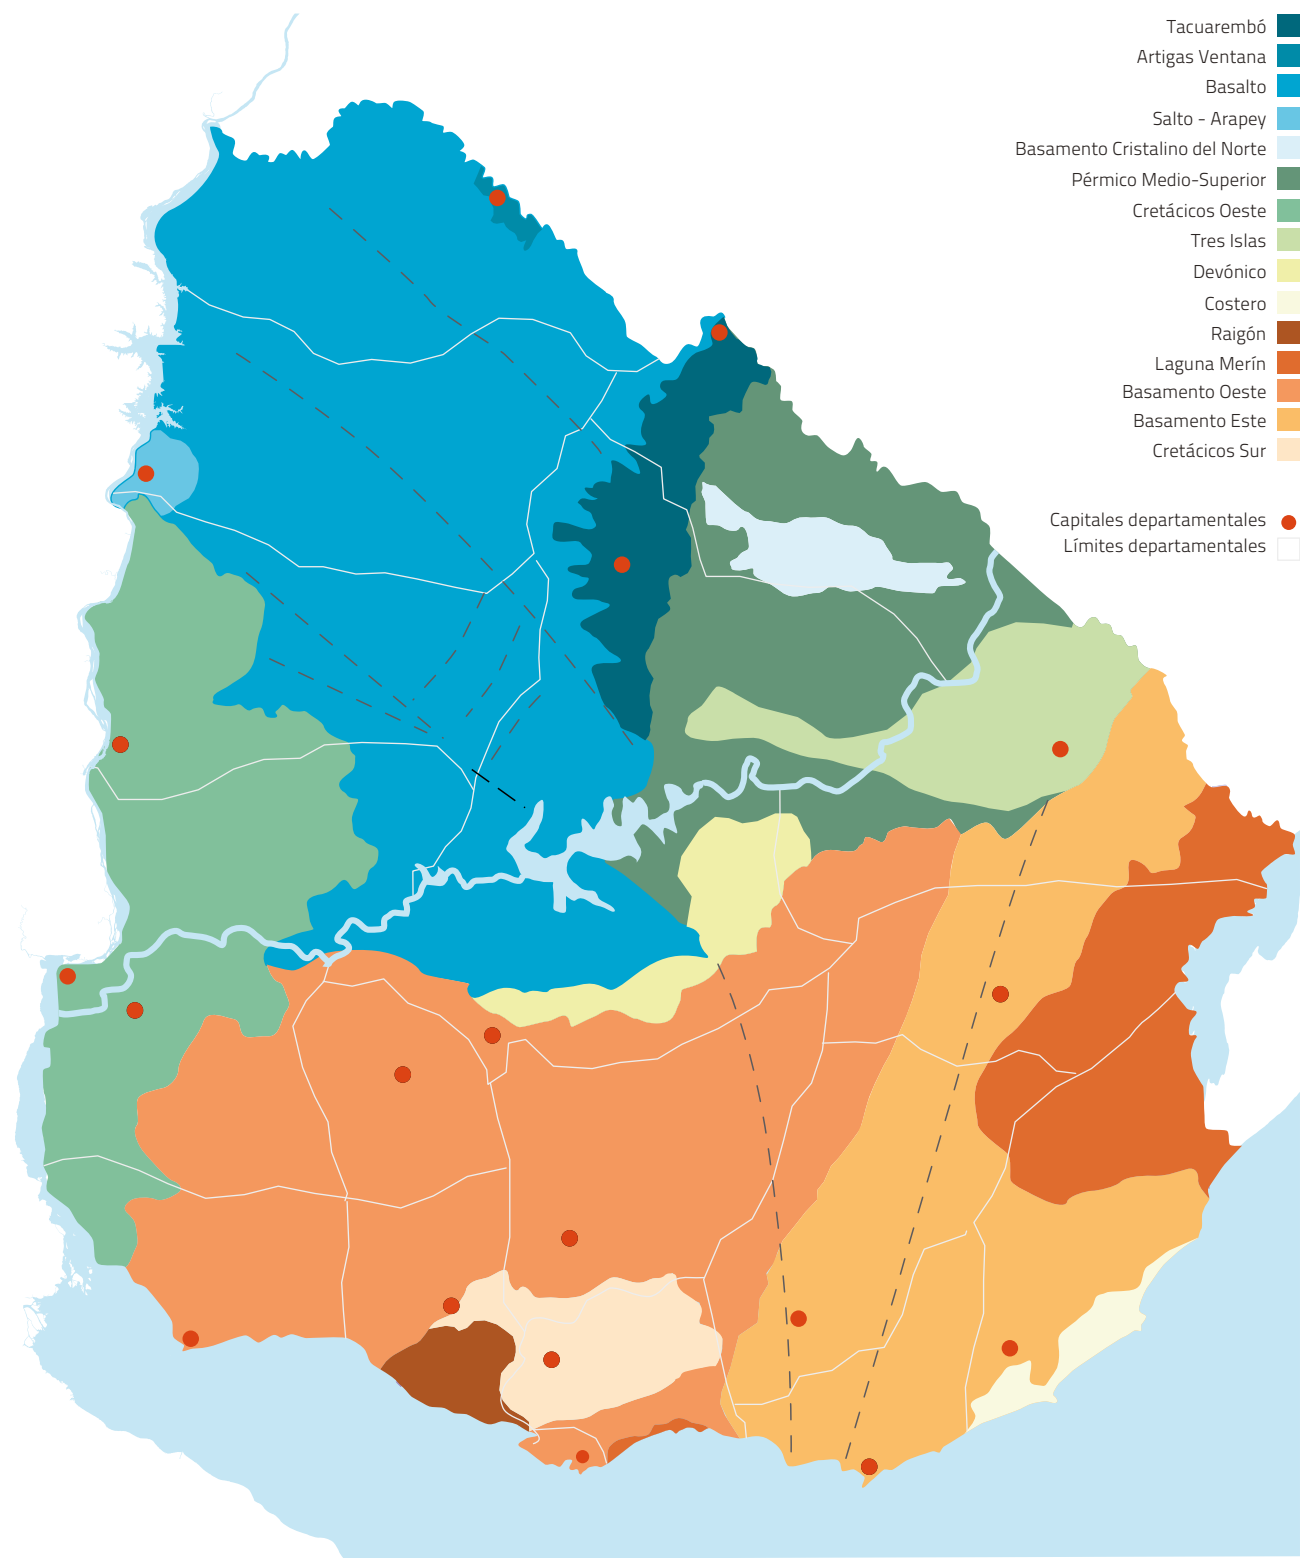 Tacuarembó
Artigas Ventana
Basalto
Salto - Arapey
Basamento Cristalino del Norte
Pérmico Medio-Superior
Cretácicos Oeste
Tres Islas
Devónico
Costero
Raigón
Laguna Merín
Basamento Oeste
Basamento Este
Cretácicos Sur
Capitales departamentales
Límites departamentales